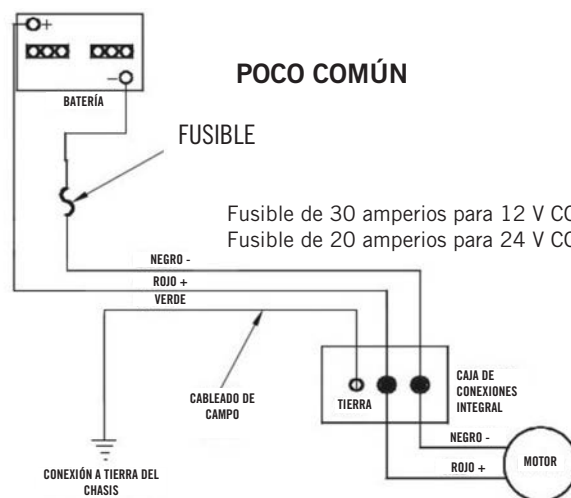 +
−
BATERÍA
POCO COMÚN
FUSIBLE
Fusible de 30 amperios para 12 V CC
Fusible de 20 amperios para 24 V CC
NEGRO -
ROJO +
VERDE
CABLEADO DE
CAMPO
TIERRA
CAJA DE
CONEXIONES
INTEGRAL
NEGRO -
ROJO +
MOTOR
CONEXIÓN A TIERRA DEL
CHASIS